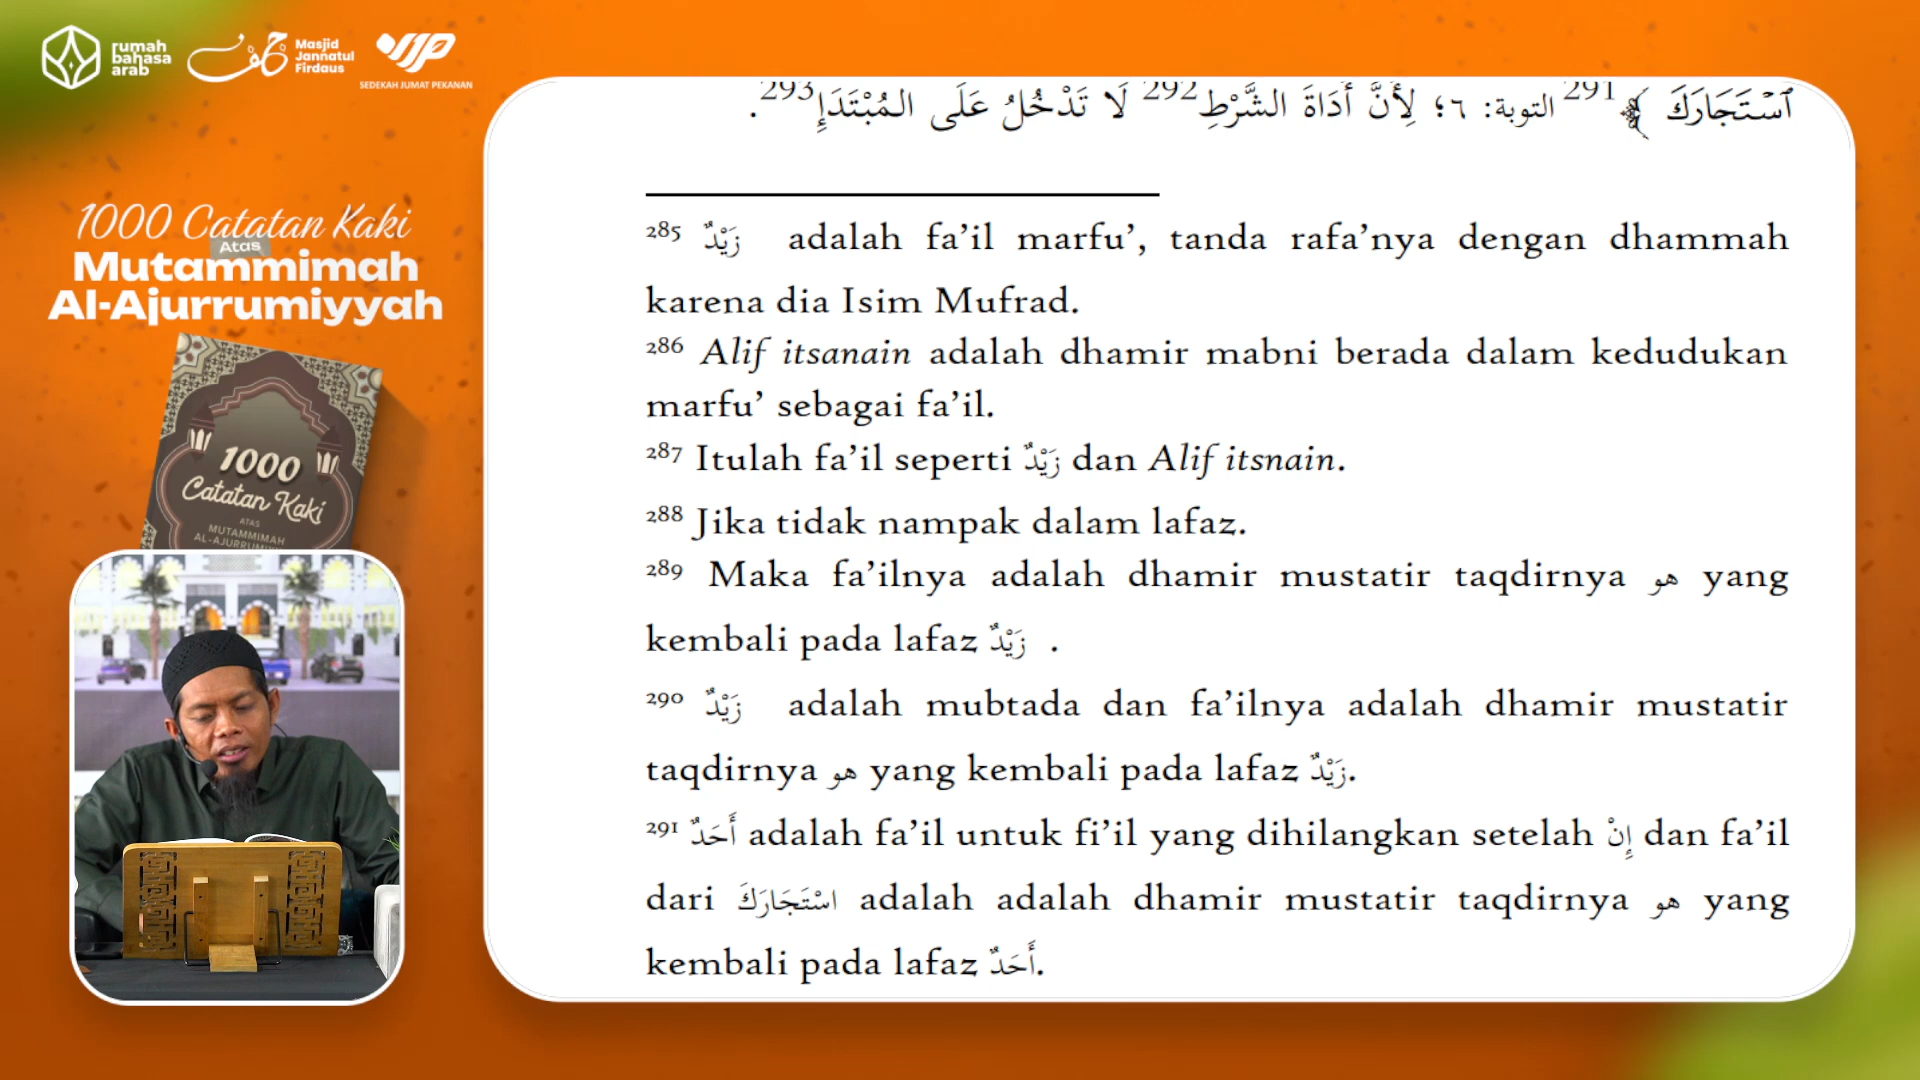 rumah
bahasa
arab
Masjid
Jannatul
Firdaus
VIP
SEDEKAH JUMAT PEKANAN
1000 Catatan Kaki
Atas
Mutammimah
Al-Ajurrumiyyah
1000
Catatan Kaki
ATAS
MUTAMMIMAH
ٱسْتَجَارَكَ ﴾291 التوبة: ٦؛ لِأَنَّ أَدَاةَ الشَّرْطِ292 لَا تَدْخُلُ عَلَى المُبْتَدَإِ293.
285 زَيْدٌ adalah fa’il marfu’, tanda rafa’nya dengan dhammah
karena dia Isim Mufrad.
286 Alif itsanain adalah dhamir mabni berada dalam kedudukan
marfu’ sebagai fa’il.
287 Itulah fa’il seperti زَيْدٌ dan Alif itsnain.
288 Jika tidak nampak dalam lafaz.
289 Maka fa’ilnya adalah dhamir mustatir taqdirnya هو yang
kembali pada lafaz زَيْدٌ .
290 زَيْدٌ adalah mubtada dan fa’ilnya adalah dhamir mustatir
taqdirnya هو yang kembali pada lafaz زَيْدٌ.
291 أَحَدٌ adalah fa’il untuk fi’il yang dihilangkan setelah إِنْ dan fa’il
dari اسْتَجَارَكَ adalah adalah dhamir mustatir taqdirnya هو yang
kembali pada lafaz أَحَدٌ.